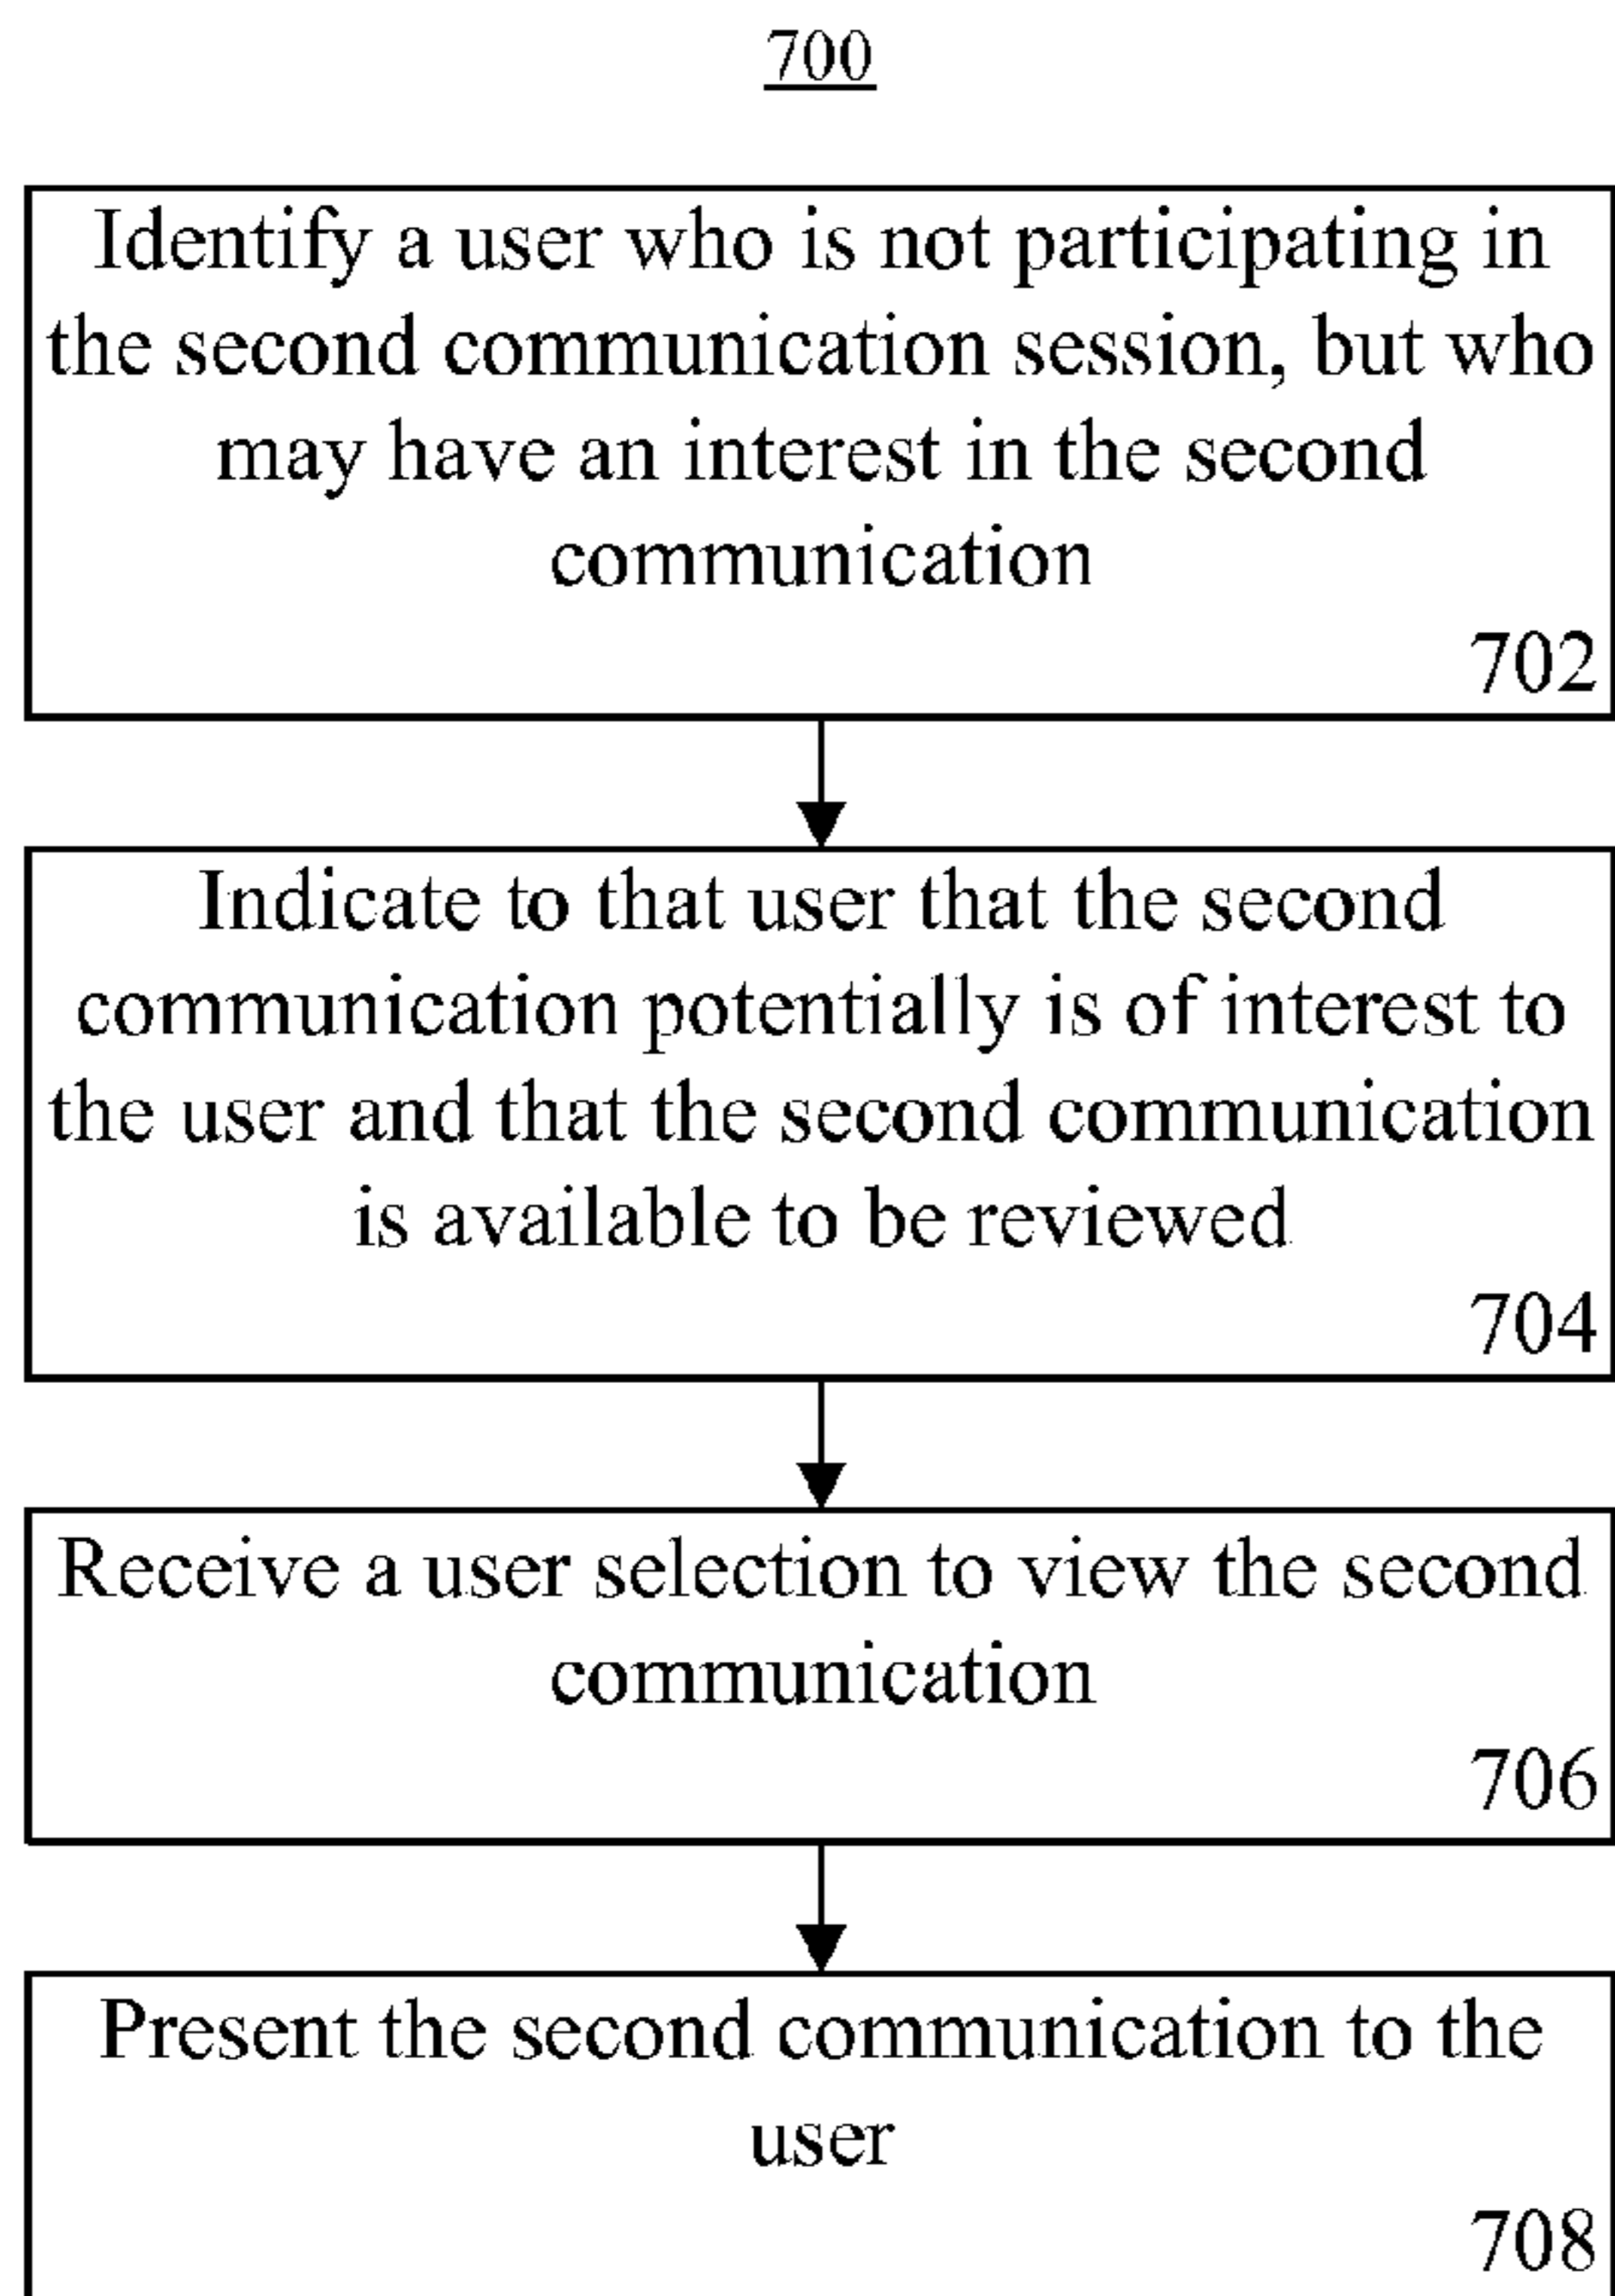 700
Identify a user who is not participating in
the second communication session, but who
may have an interest in the second
communication
702
Indicate to that user that the second
communication potentially is of interest to
the user and that the second communication
is available to be reviewed
704
Receive a user selection to view the second
communication
706
Present the second communication to the
user
708